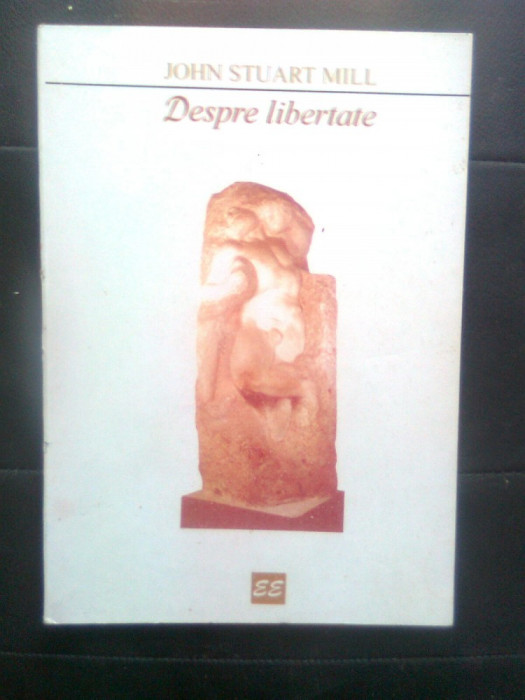 JOHN STUART MILL
Despre libertate
EE